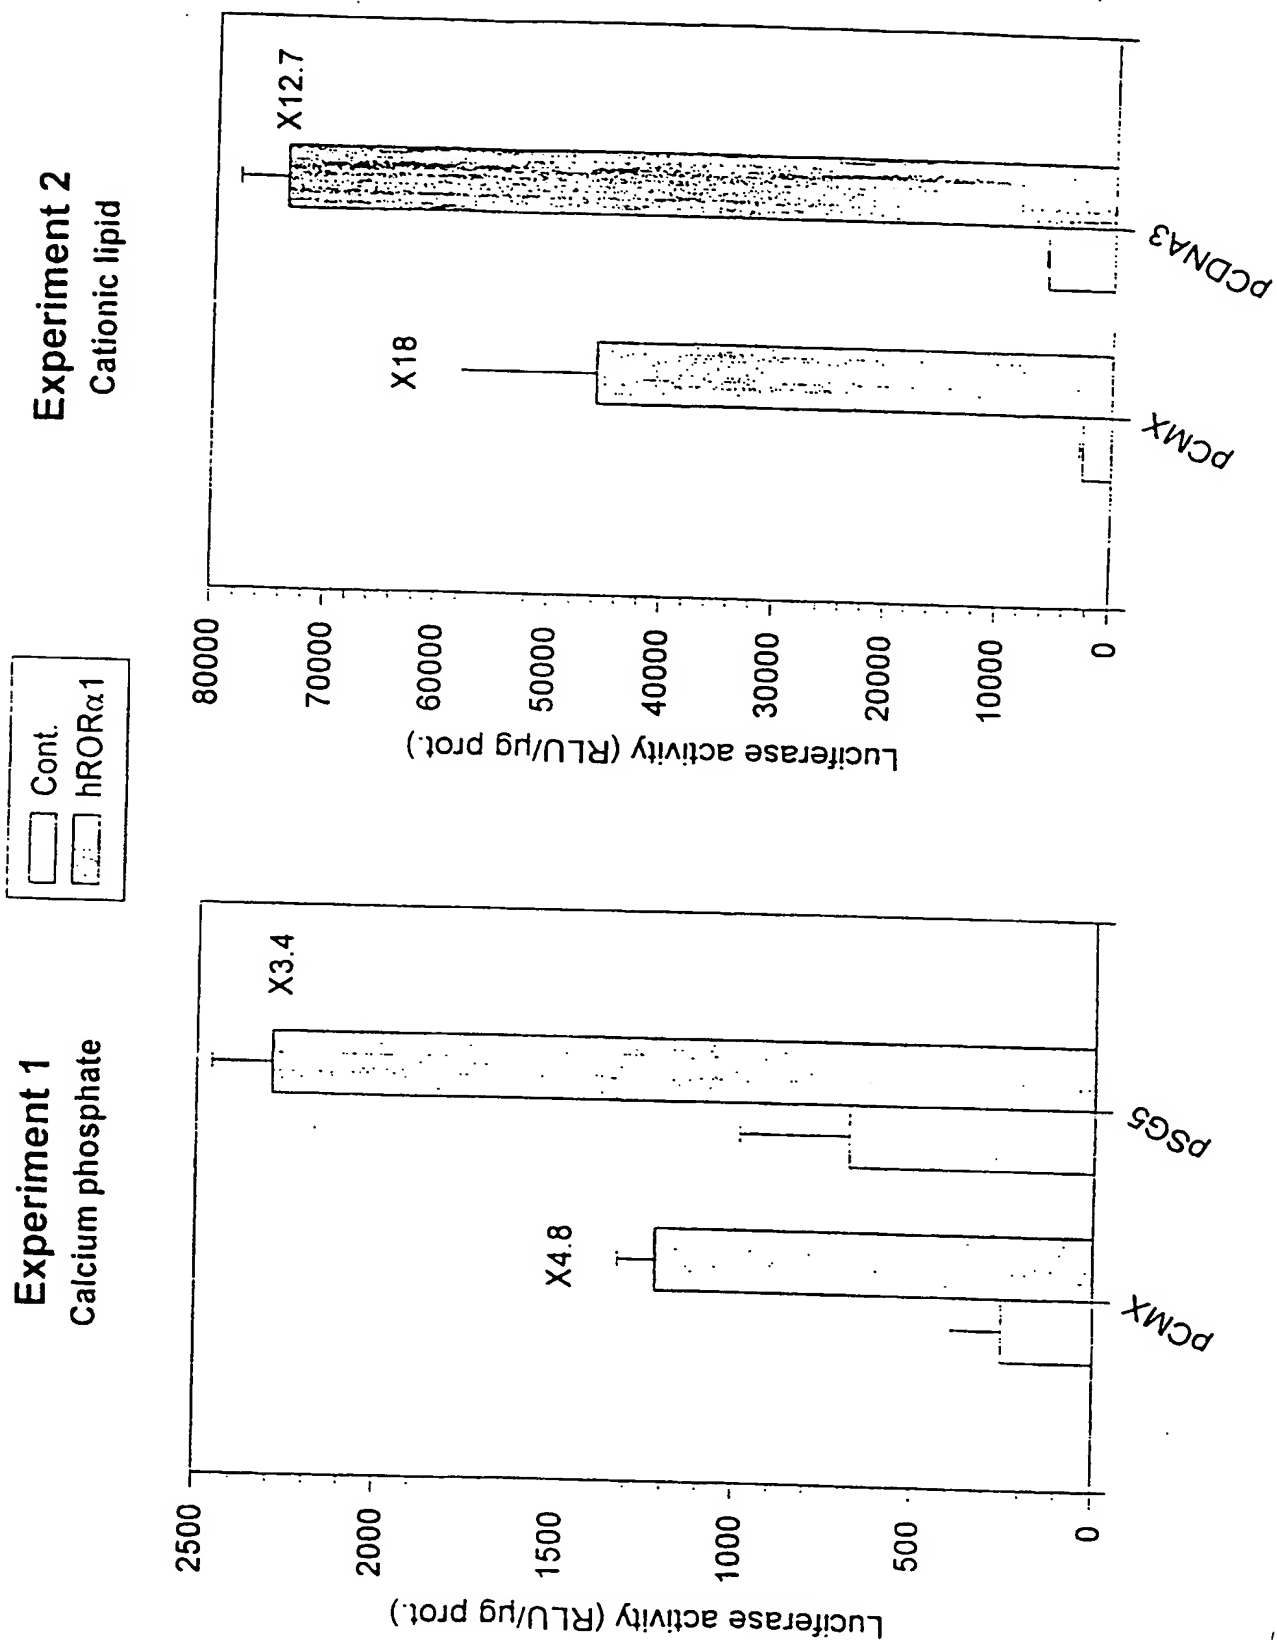 Cont.
hRORα1
Experiment 1
Calcium phosphate
Luciferase activity (RLU/µg prot.)
2500
2000
1500
1000
500
0
X4.8
X3.4
pCMX
pSG5
Experiment 2
Cationic lipid
Luciferase activity (RLU/µg prot.)
80000
70000
60000
50000
40000
30000
20000
10000
0
X18
X12.7
pCMX
pCDNA3